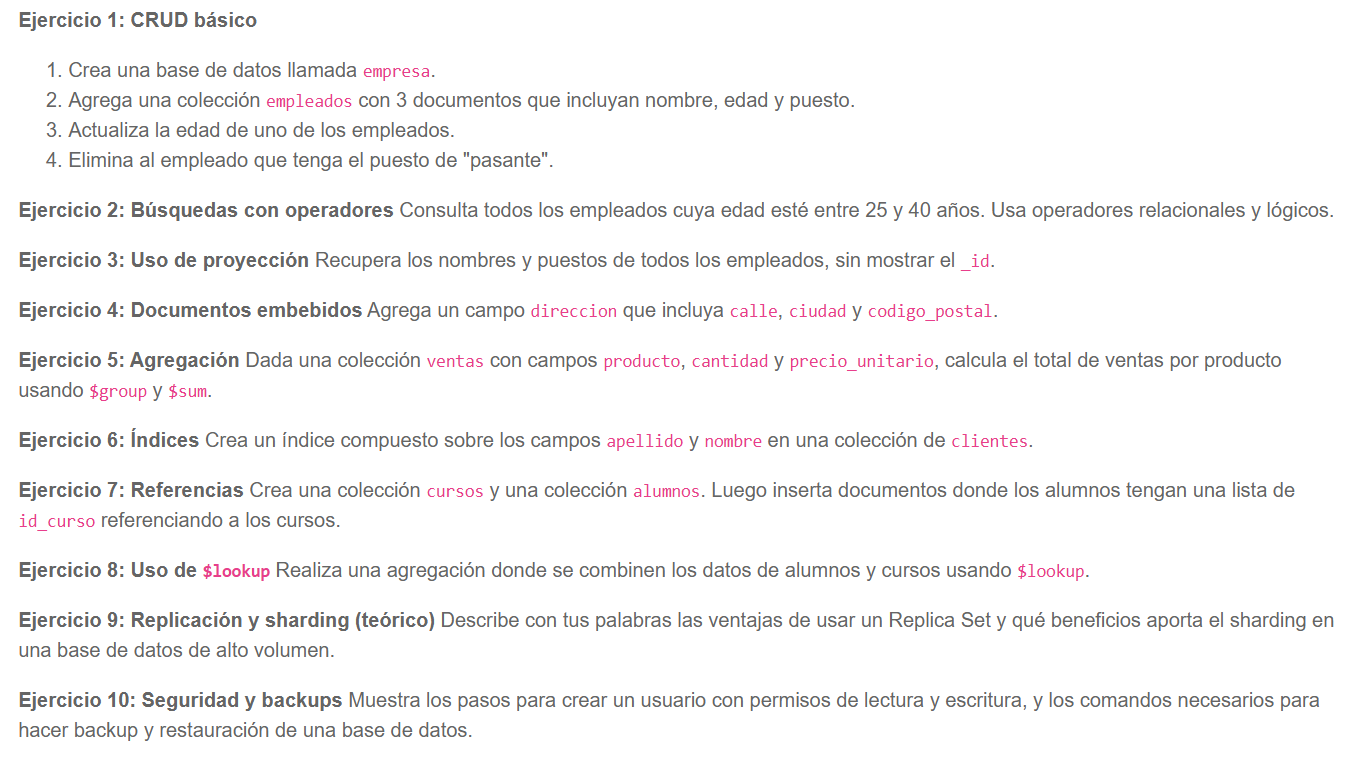 Ejercicio 1: CRUD básico
1. Crea una base de datos llamada empresa.
2. Agrega una colección empleados con 3 documentos que incluyan nombre, edad y puesto.
3. Actualiza la edad de uno de los empleados.
4. Elimina al empleado que tenga el puesto de "pasante".
Ejercicio 2: Búsquedas con operadores Consulta todos los empleados cuya edad esté entre 25 y 40 años. Usa operadores relacionales y lógicos.
Ejercicio 3: Uso de proyección Recupera los nombres y puestos de todos los empleados, sin mostrar el _id.
Ejercicio 4: Documentos embebidos Agrega un campo direccion que incluya calle, ciudad y codigo_postal.
Ejercicio 5: Agregación Dada una colección ventas con campos producto, cantidad y precio_unitario, calcula el total de ventas por producto
usando $group y $sum.
Ejercicio 6: Índices Crea un índice compuesto sobre los campos apellido y nombre en una colección de clientes.
Ejercicio 7: Referencias Crea una colección cursos y una colección alumnos. Luego inserta documentos donde los alumnos tengan una lista de
id_curso referenciando a los cursos.
Ejercicio 8: Uso de $lookup Realiza una agregación donde se combinen los datos de alumnos y cursos usando $lookup.
Ejercicio 9: Replicación y sharding (teórico) Describe con tus palabras las ventajas de usar un Replica Set y qué beneficios aporta el sharding en
una base de datos de alto volumen.
Ejercicio 10: Seguridad y backups Muestra los pasos para crear un usuario con permisos de lectura y escritura, y los comandos necesarios para
hacer backup y restauración de una base de datos.